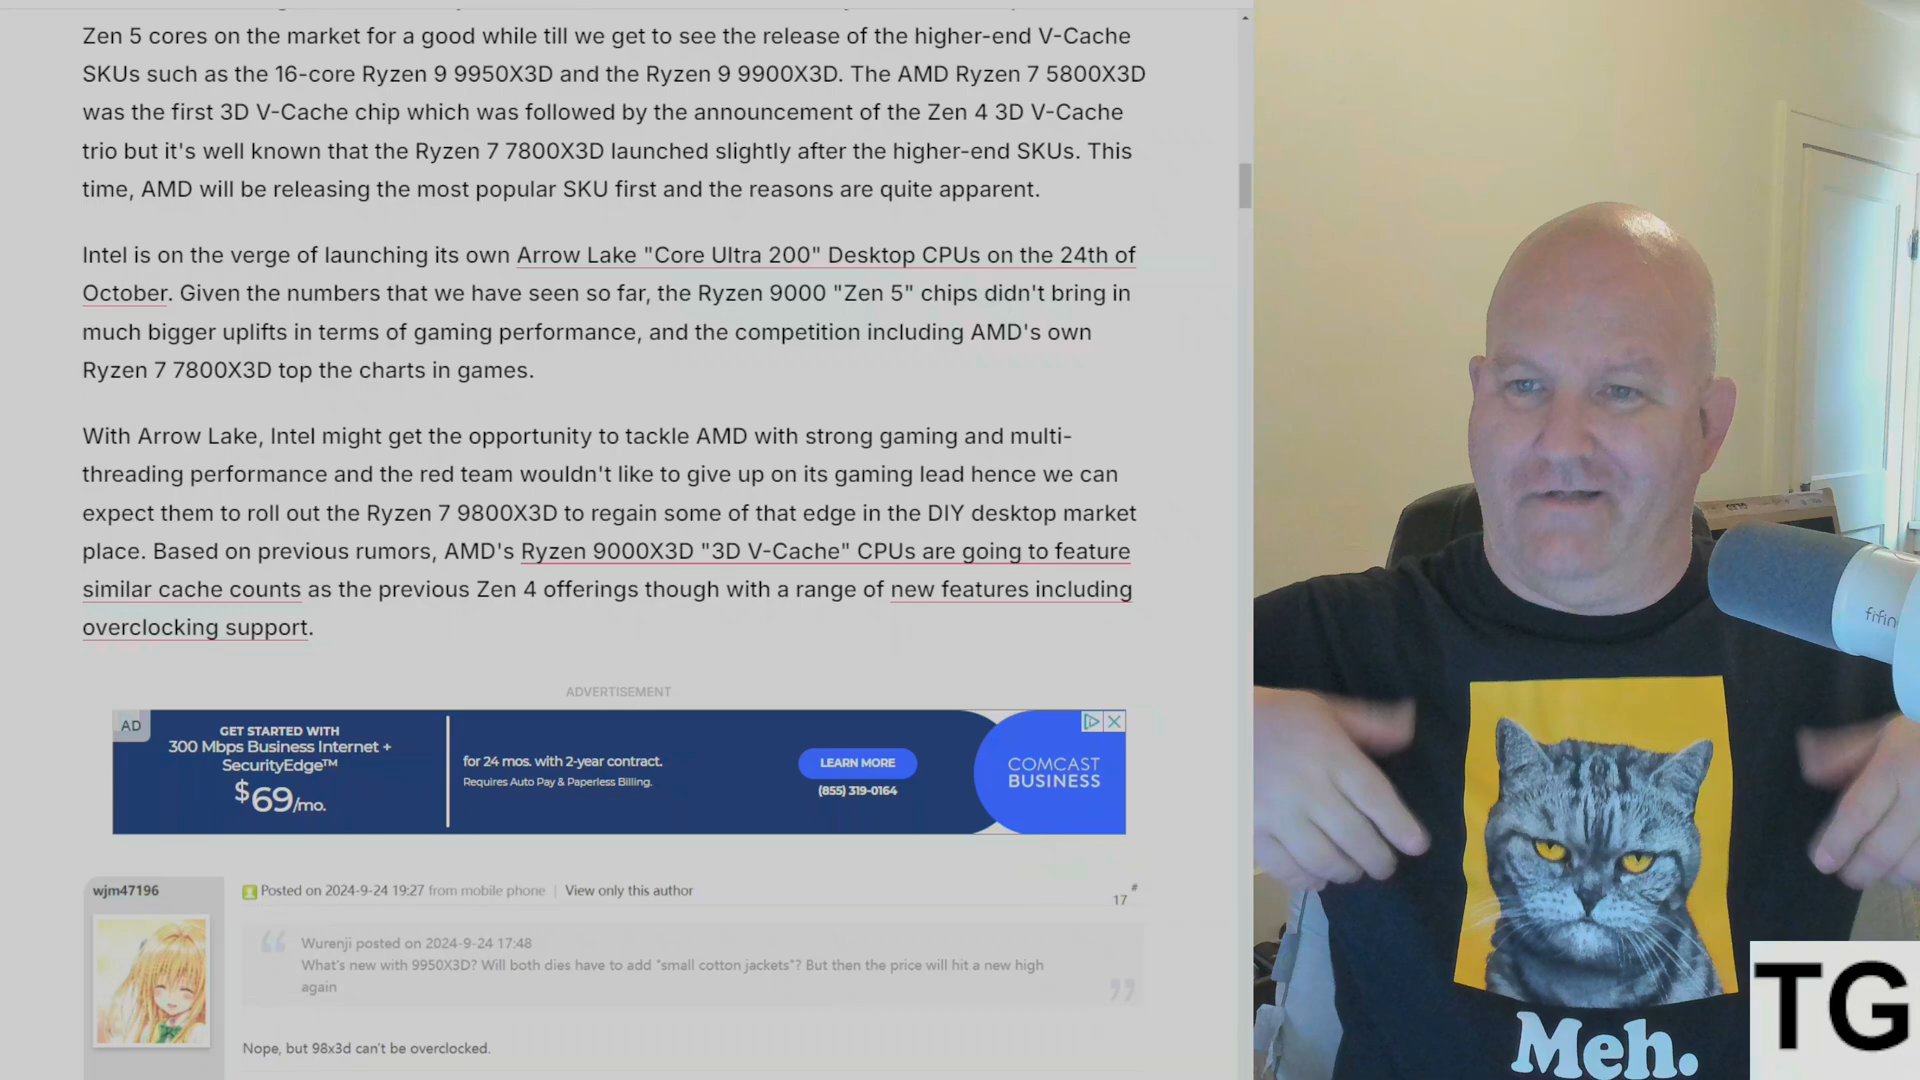 Zen 5 cores on the market for a good while till we get to see the release of the higher-end V-Cache
SKUs such as the 16-core Ryzen 9 9950X3D and the Ryzen 9 9900X3D. The AMD Ryzen 7 5800X3D
was the first 3D V-Cache chip which was followed by the announcement of the Zen 4 3D V-Cache
trio but it's well known that the Ryzen 7 7800X3D launched slightly after the higher-end SKUs. This
time, AMD will be releasing the most popular SKU first and the reasons are quite apparent.
Intel is on the verge of launching its own Arrow Lake "Core Ultra 200" Desktop CPUs on the 24th of
October. Given the numbers that we have seen so far, the Ryzen 9000 "Zen 5" chips didn't bring in
much bigger uplifts in terms of gaming performance, and the competition including AMD's own
Ryzen 7 7800X3D top the charts in games.
With Arrow Lake, Intel might get the opportunity to tackle AMD with strong gaming and multi-
threading performance and the red team wouldn't like to give up on its gaming lead hence we can
expect them to roll out the Ryzen 7 9800X3D to regain some of that edge in the DIY desktop market
place. Based on previous rumors, AMD's Ryzen 9000X3D "3D V-Cache" CPUs are going to feature
similar cache counts as the previous Zen 4 offerings though with a range of new features including
overclocking support.
ADVERTISEMENT
AD
GET STARTED WITH
300 Mbps Business Internet +
SecurityEdge™
$69/mo.
for 24 mos. with 2-year contract.
Requires Auto Pay & Paperless Billing.
LEARN MORE
(855) 319-0164
COMCAST
BUSINESS
wjm47196
Posted on 2024-9-24 19:27 from mobile phone | View only this author
17 #
Wurenji posted on 2024-9-24 17:48
What's new with 9950X3D? Will both dies have to add "small cotton jackets"? But then the price will hit a new high
again
Nope, but 98x3d can't be overclocked.
fifin
Meh.
TG